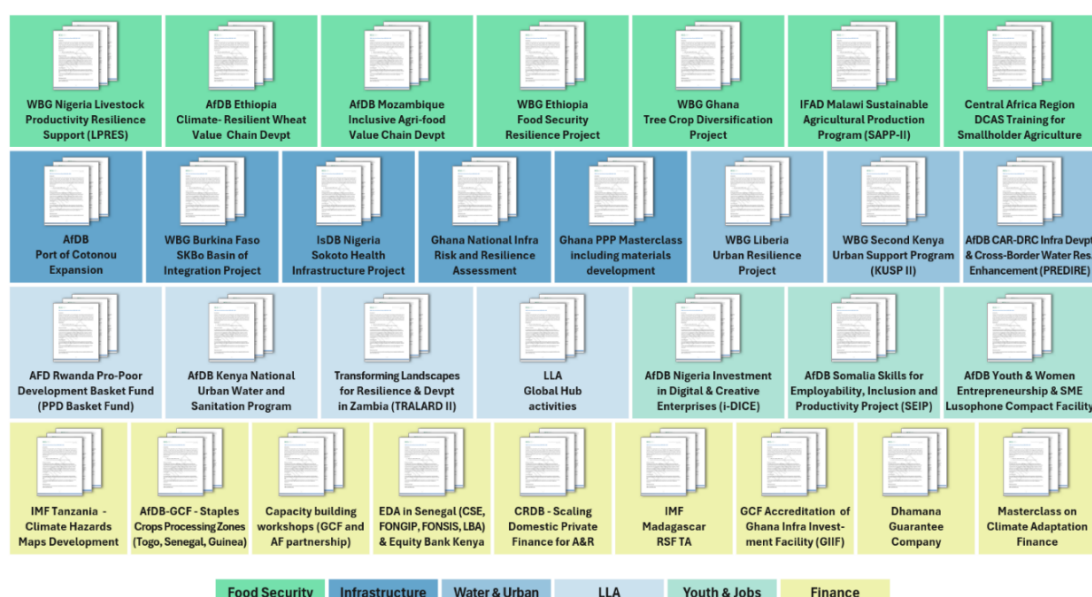 WBG Nigeria Livestock
Productivity Resilience
Support (LPRES)
AfDB Ethiopia
Climate- Resilient Wheat
Value Chain Devpt
AfDB Mozambique
Inclusive Agri-food
Value Chain Devpt
WBG Ethiopia
Food Security
Resilience Project
WBG Ghana
Tree Crop Diversification
Project
IFAD Malawi Sustainable
Agricultural Production
Program (SAPP-II)
Central Africa Region
DCAS Training for
Smallholder Agriculture
AfDB
Port of Cotonou
Expansion
WBG Burkina Faso
SKBo Basin of
Integration Project
IsDB Nigeria
Sokoto Health
Infrastructure Project
Ghana National Infra
Risk and Resilience
Assessment
Ghana PPP Masterclass
including materials
development
WBG Liberia
Urban Resilience
Project
WBG Second Kenya
Urban Support Program
(KUSP II)
AfDB CAR-DRC Infra Devpt
& Cross-Border Water Res.
Enhancement (PREDIRE)
AFD Rwanda Pro-Poor
Development Basket Fund
(PPD Basket Fund)
AfDB Kenya National
Urban Water and
Sanitation Program
Transforming Landscapes
for Resilience & Devpt
in Zambia (TRALARD II)
LLA
Global Hub
activities
AfDB Nigeria Investment
in Digital & Creative
Enterprises (i-DICE)
AfDB Somalia Skills for
Employability, Inclusion and
Productivity Project (SEIP)
AfDB Youth & Women
Entrepreneurship & SME
Lusophone Compact Facility
IMF Tanzania -
Climate Hazards
Maps Development
AfDB-GCF - Staples
Crops Processing Zones
(Togo, Senegal, Guinea)
Capacity building
workshops (GCF and
AF partnership)
EDA in Senegal (CSE,
FONGIP, FONSIS, LBA)
& Equity Bank Kenya
CRDB - Scaling
Domestic Private
Finance for A&R
IMF
Madagascar
RSF TA
GCF Accreditation of
Ghana Infra Invest-
ment Facility (GIIF)
Dhamana
Guarantee
Company
Masterclass on
Climate Adaptation
Finance
Food Security
Infrastructure
Water & Urban
LLA
Youth & Jobs
Finance